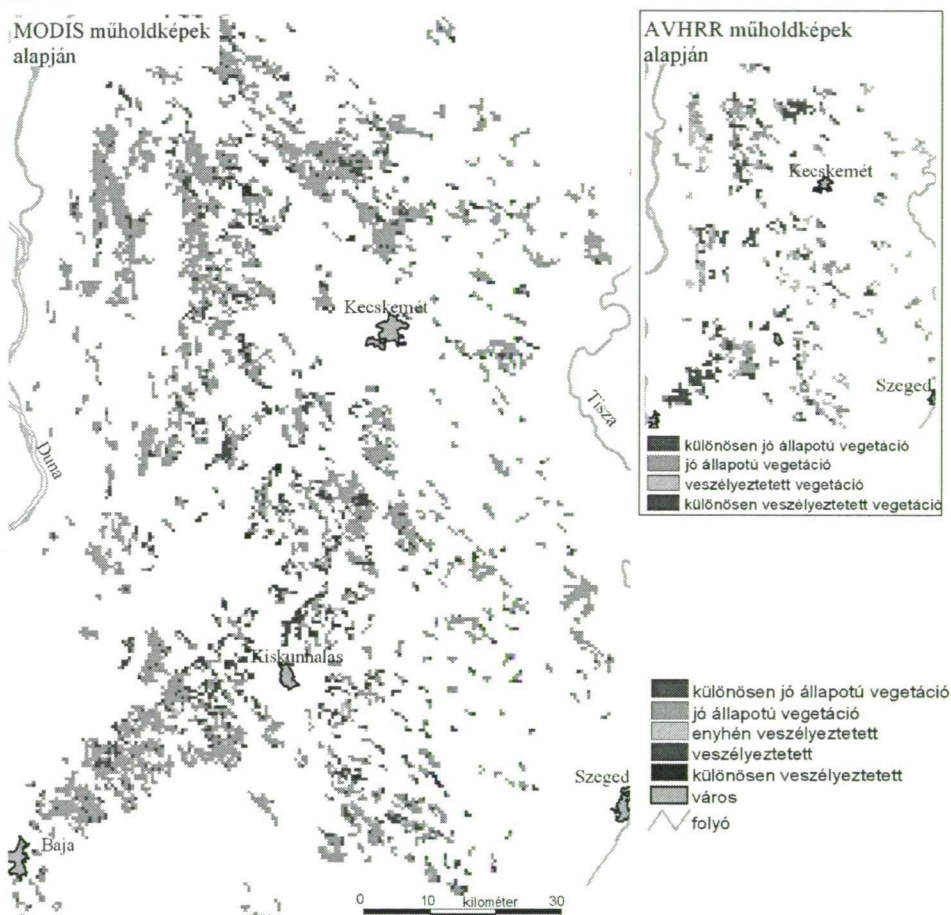 MODIS műholdképek
alapján
Kecskemét
Duna
Tisza
Kiskunhalas
Szeged
Baja
0 10 kilométer 30
AVHRR műholdképek
alapján
Kecskemét
Szeged
különösen jó állapotú vegetáció
jó állapotú vegetáció
veszélyeztetett vegetáció
különösen veszélyeztetett vegetáció
különösen jó állapotú vegetáció
jó állapotú vegetáció
enyhén veszélyeztetett
veszélyeztetett
különösen veszélyeztetett
város
folyó